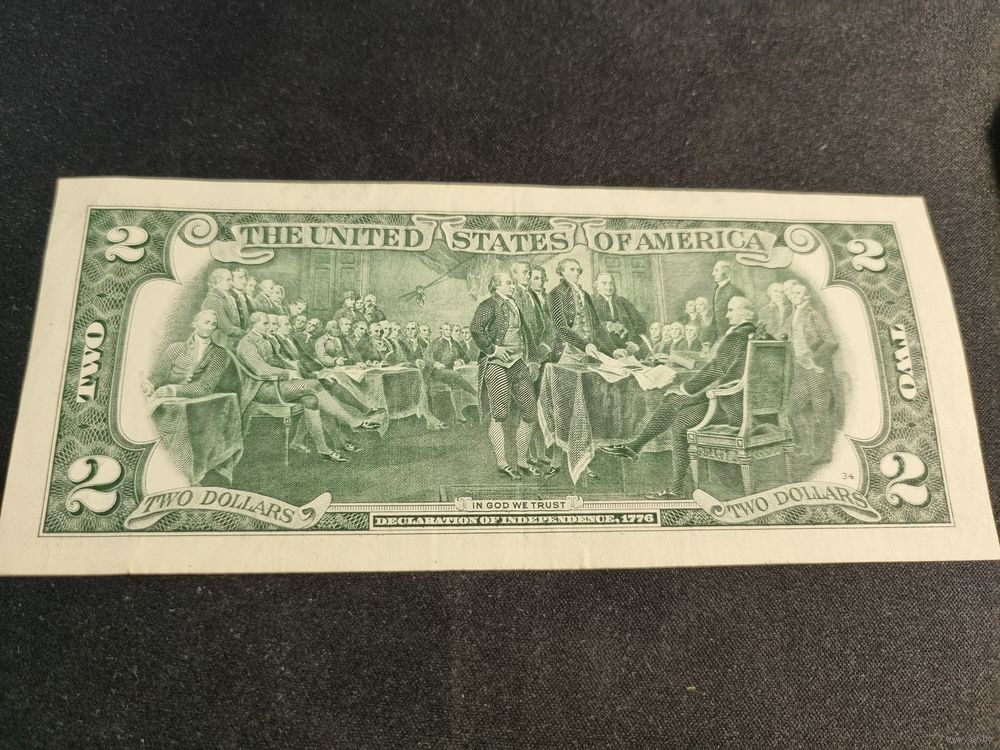 2 THE UNITED STATES OF AMERICA 2
TWO
TWO
34
2 TWO DOLLARS
IN GOD WE TRUST
TWO DOLLARS 2
DECLARATION OF INDEPENDENCE, 1776